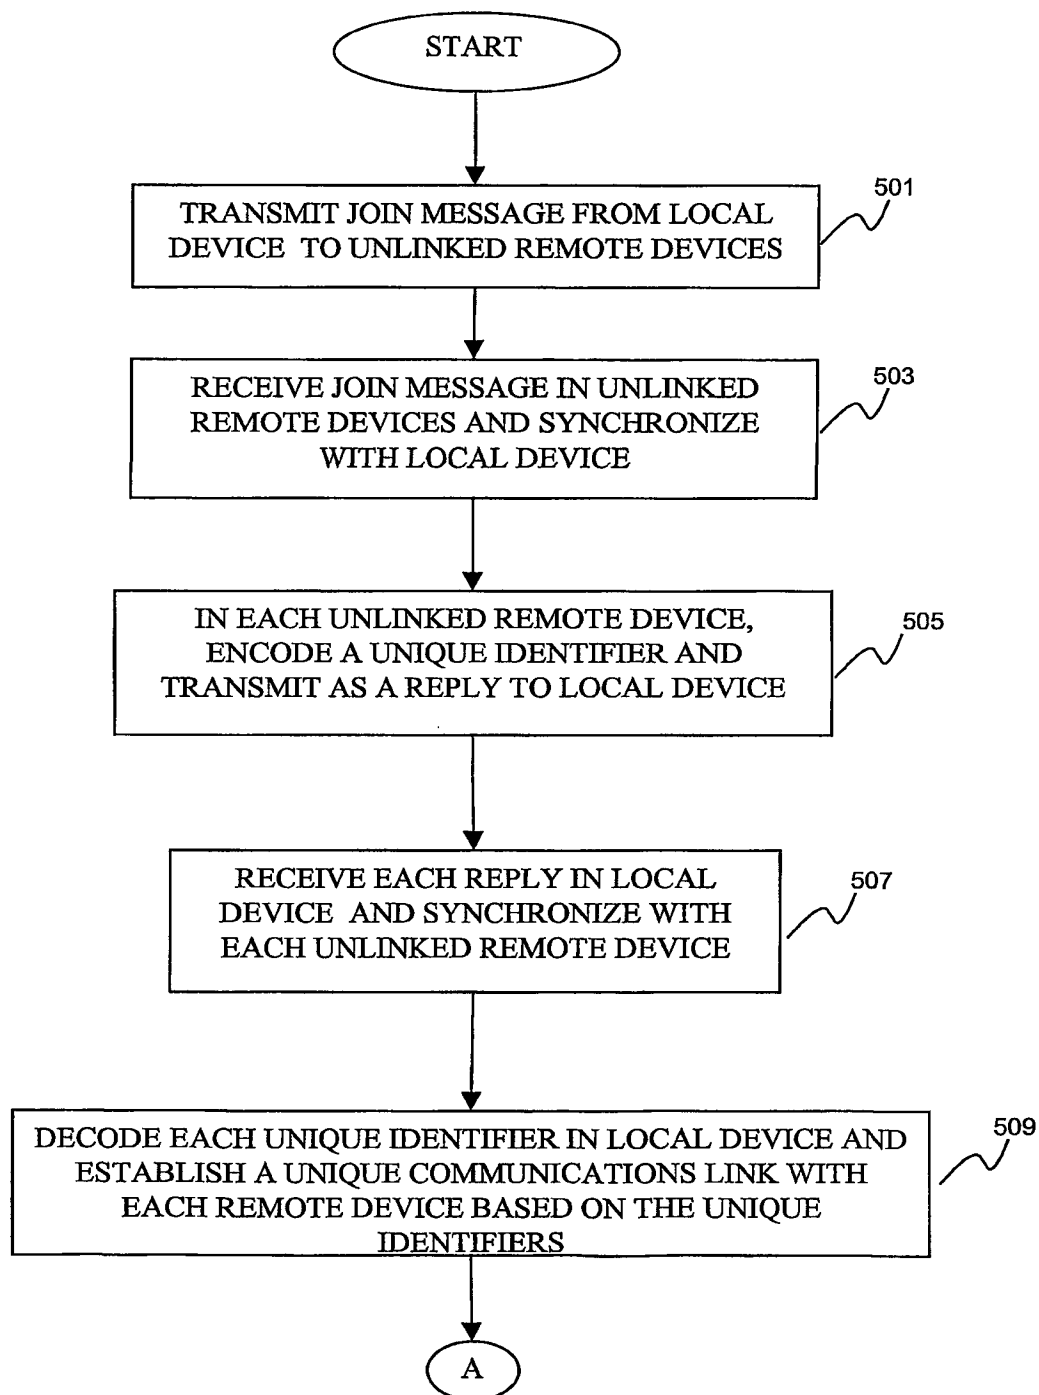 START
501
TRANSMIT JOIN MESSAGE FROM LOCAL
DEVICE TO UNLINKED REMOTE DEVICES
503
RECEIVE JOIN MESSAGE IN UNLINKED
REMOTE DEVICES AND SYNCHRONIZE
WITH LOCAL DEVICE
505
IN EACH UNLINKED REMOTE DEVICE,
ENCODE A UNIQUE IDENTIFIER AND
TRANSMIT AS A REPLY TO LOCAL DEVICE
507
RECEIVE EACH REPLY IN LOCAL
DEVICE AND SYNCHRONIZE WITH
EACH UNLINKED REMOTE DEVICE
509
DECODE EACH UNIQUE IDENTIFIER IN LOCAL DEVICE AND
ESTABLISH A UNIQUE COMMUNICATIONS LINK WITH
EACH REMOTE DEVICE BASED ON THE UNIQUE
IDENTIFIERS
A